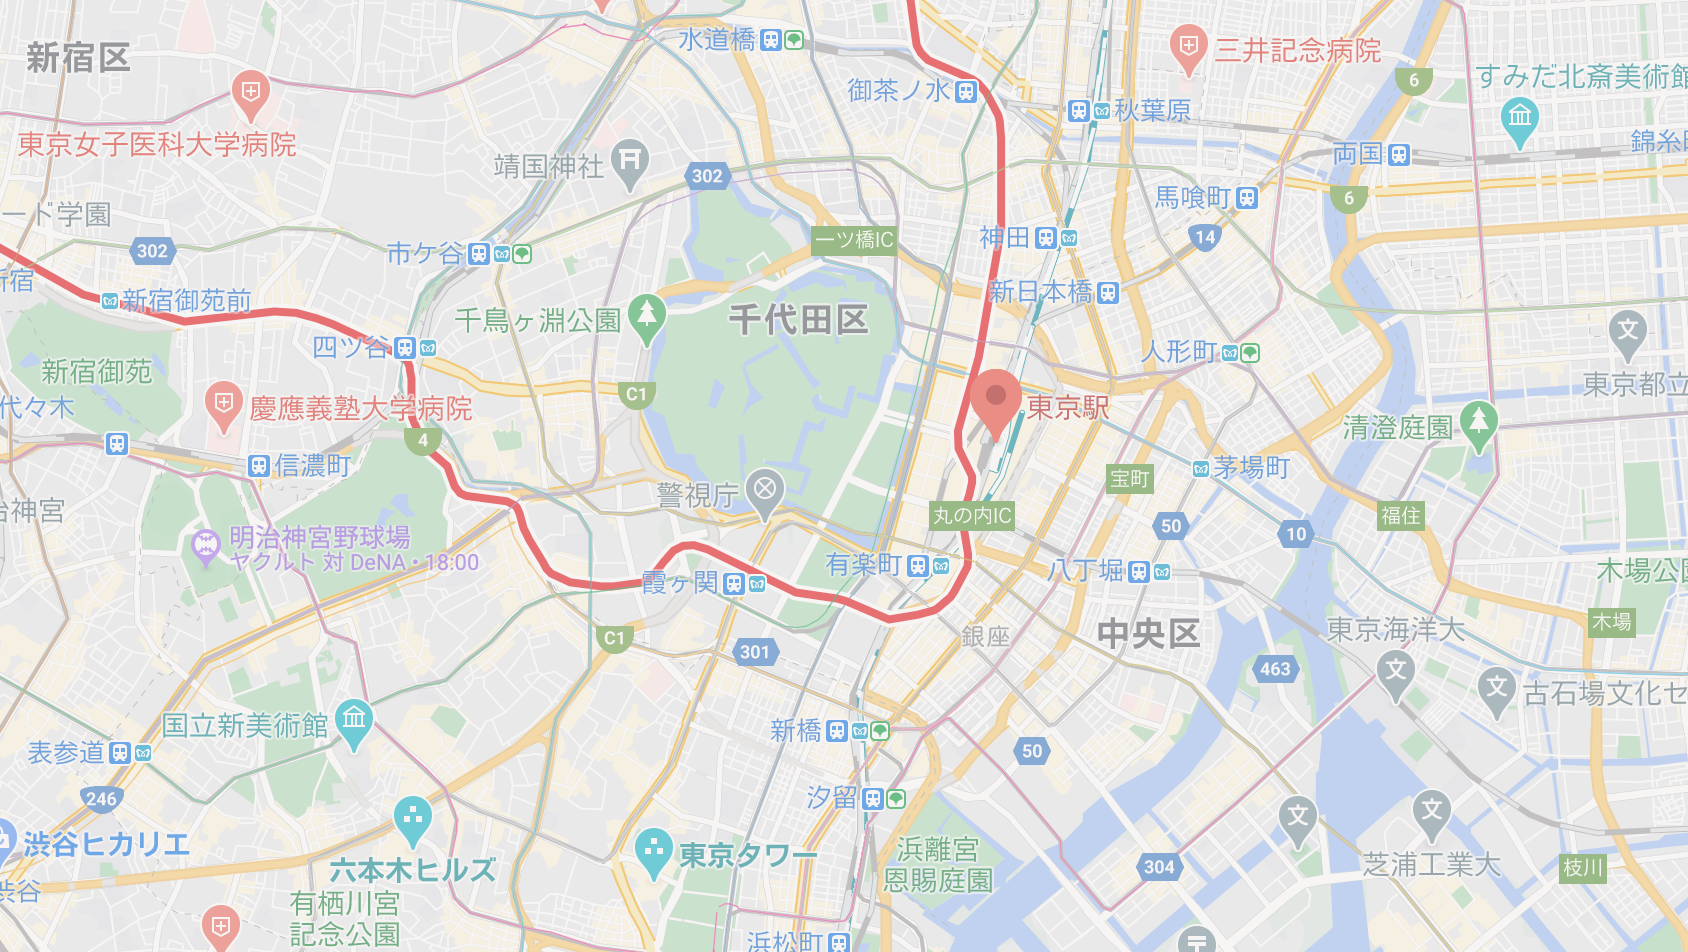 水道橋
新宿区
三井記念病院
すみだ北斎美術館
6
御茶ノ水
秋葉原
東京女子医科大学病院
両国
錦糸町
靖国神社
302
馬喰町
6
ード学園
一ツ橋IC
神田
14
302
市ケ谷
新宿
新宿御苑前
新日本橋
千鳥ヶ淵公園
千代田区
四ツ谷
人形町
新宿御苑
東京都立
C1
代々木
慶應義塾大学病院
東京駅
清澄庭園
4
信濃町
茅場町
宝町
警視庁
治神宮
丸の内IC
福住
50
10
明治神宮野球場
ヤクルト 対 DeNA・18:00
有楽町
八丁堀
木場公園
霞ヶ関
木場
C1
銀座
中央区
東京海洋大
301
463
古石場文化セ
国立新美術館
新橋
表参道
50
246
汐留
渋谷ヒカリエ
東京タワー
浜離宮
恩賜庭園
六本木ヒルズ
304
芝浦工業大
枝川
渋谷
有栖川宮
記念公園
浜松町